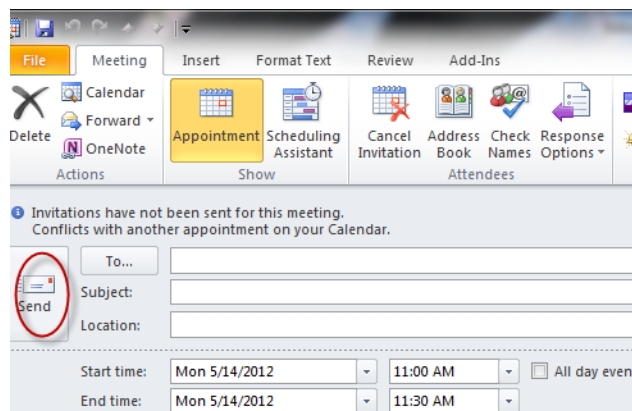 File Meeting Insert Format Text Review Add-Ins
Calendar
Forward
OneNote
Delete
Actions
Appointment
Scheduling
Assistant
Show
Cancel
Invitation
Address
Book
Check
Names
Response
Options
Attendees
Invitations have not been sent for this meeting.
Conflicts with another appointment on your Calendar.
Send
To...
Subject:
Location:
Start time: Mon 5/14/2012 11:00 AM All day even
End time: Mon 5/14/2012 11:30 AM